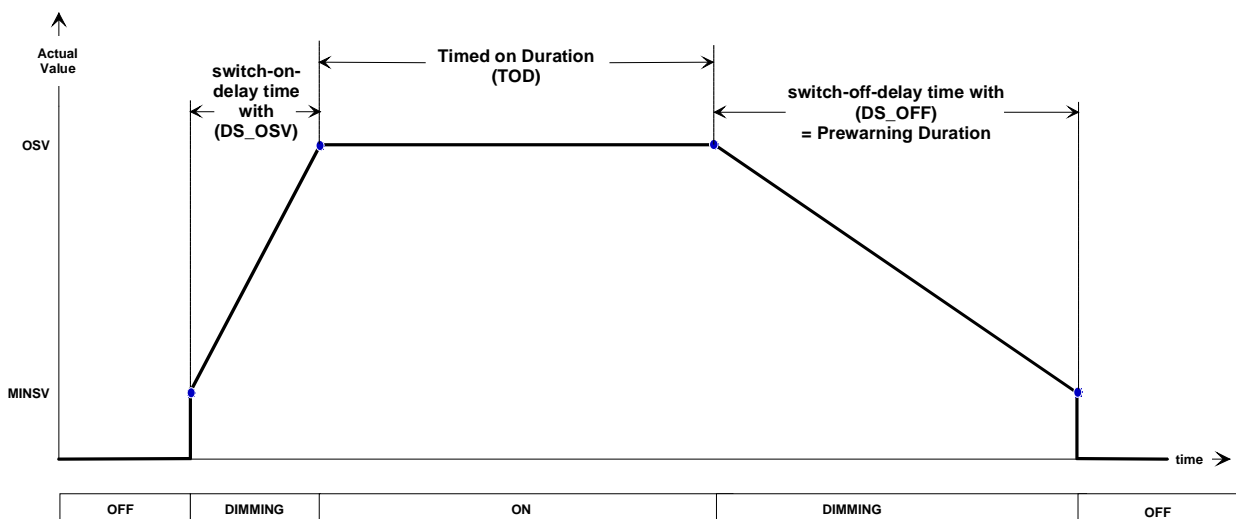 Actual
Value
switch-on-
delay time
with
(DS_OSV)
Timed on Duration
(TOD)
switch-off-delay time with
(DS_OFF)
= Prewarning Duration
OSV
MINSV
time
OFF
DIMMING
ON
DIMMING
OFF